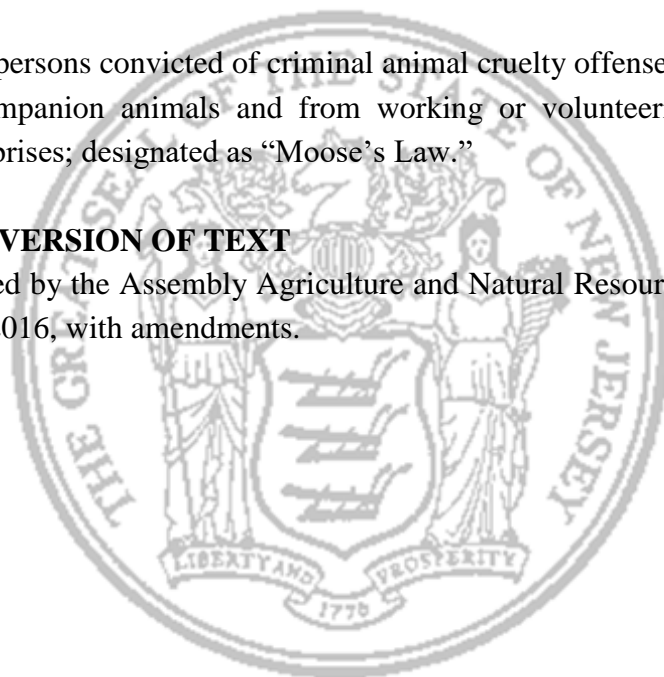 persons convicted of criminal animal cruelty offense
mpanion animals and from working or volunteer
prises; designated as “Moose’s Law.”
VERSION OF TEXT
ed by the Assembly Agriculture and Natural Resour
2016, with amendments.
THE GREAT SEAL OF THE STATE OF NEW JERSEY
LIBERTY AND PROSPERITY
1776